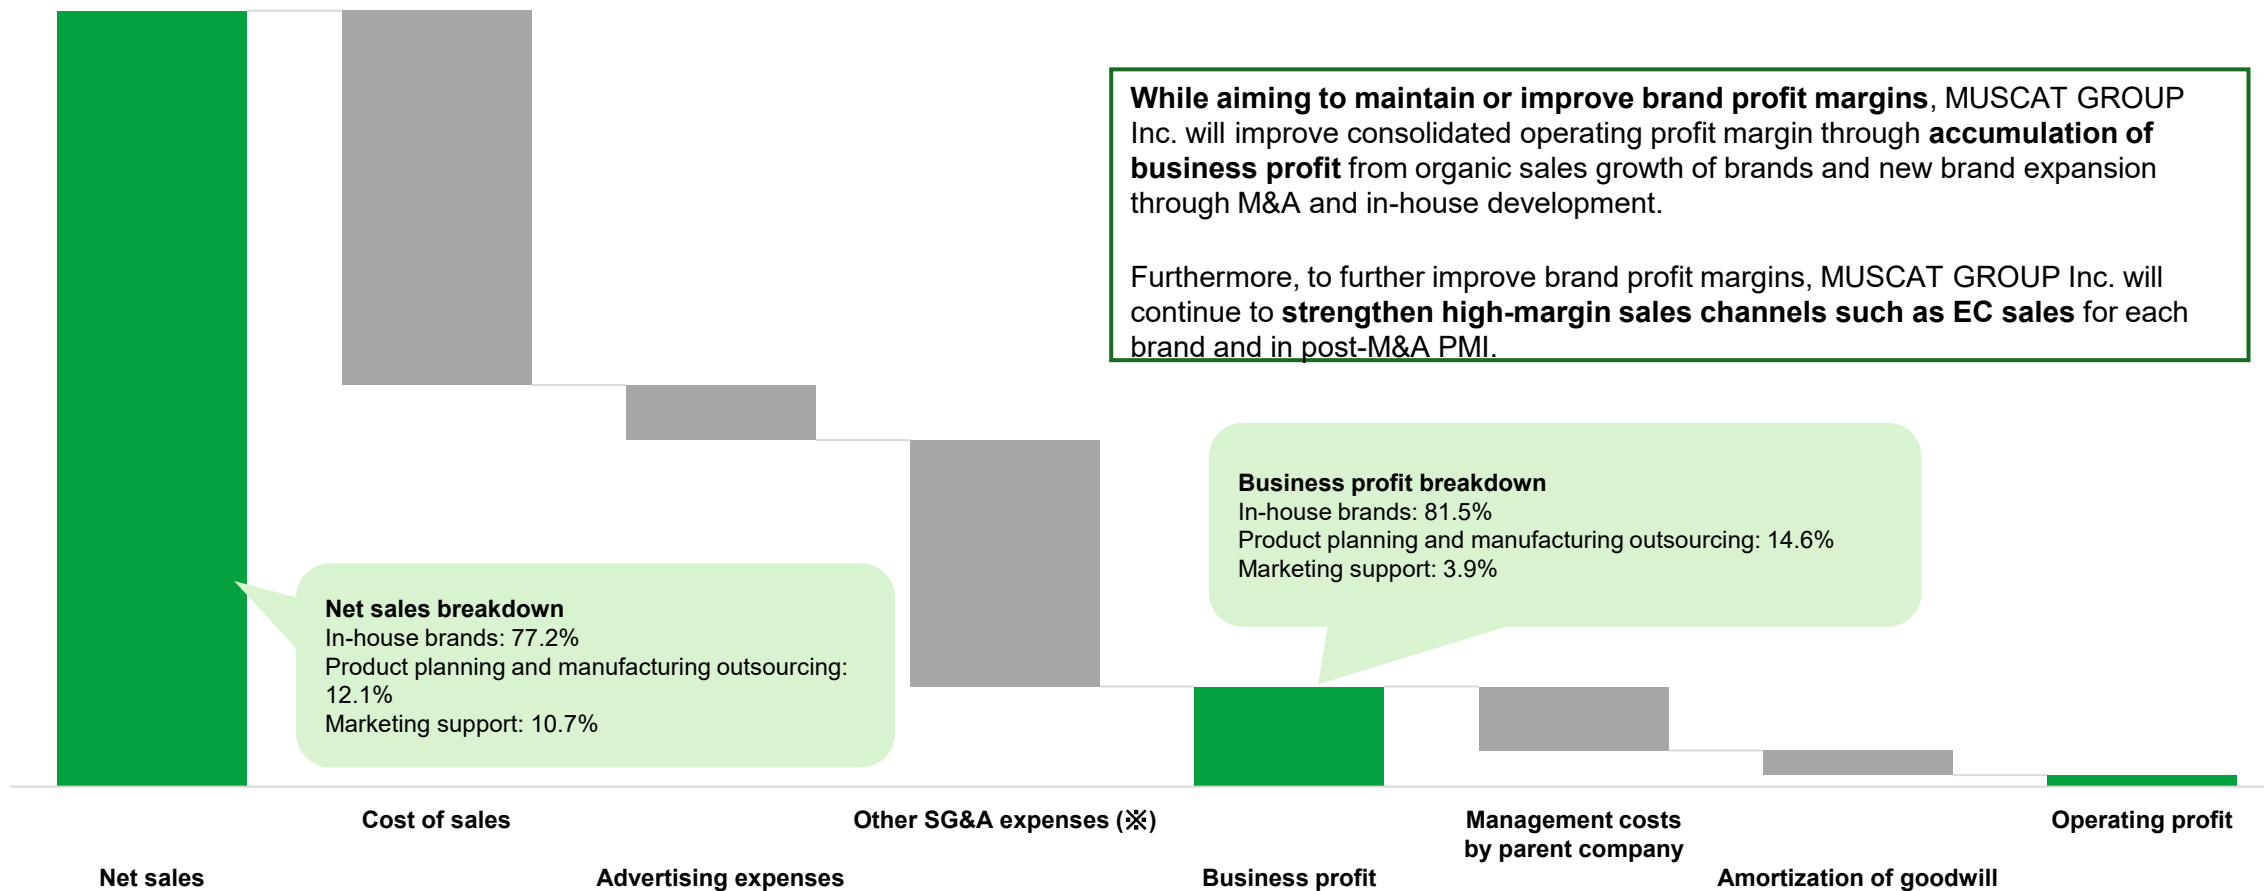 While aiming to maintain or improve brand profit margins, MUSCAT GROUP
Inc. will improve consolidated operating profit margin through accumulation of
business profit from organic sales growth of brands and new brand expansion
through M&A and in-house development.
Furthermore, to further improve brand profit margins, MUSCAT GROUP Inc. will
continue to strengthen high-margin sales channels such as EC sales for each
brand and in post-M&A PMI.
Business profit breakdown
In-house brands: 81.5%
Product planning and manufacturing outsourcing: 14.6%
Marketing support: 3.9%
Net sales breakdown
In-house brands: 77.2%
Product planning and manufacturing outsourcing:
12.1%
Marketing support: 10.7%
Net sales
Cost of sales
Advertising expenses
Other SG&A expenses (※)
Business profit
Management costs
by parent company
Amortization of goodwill
Operating profit